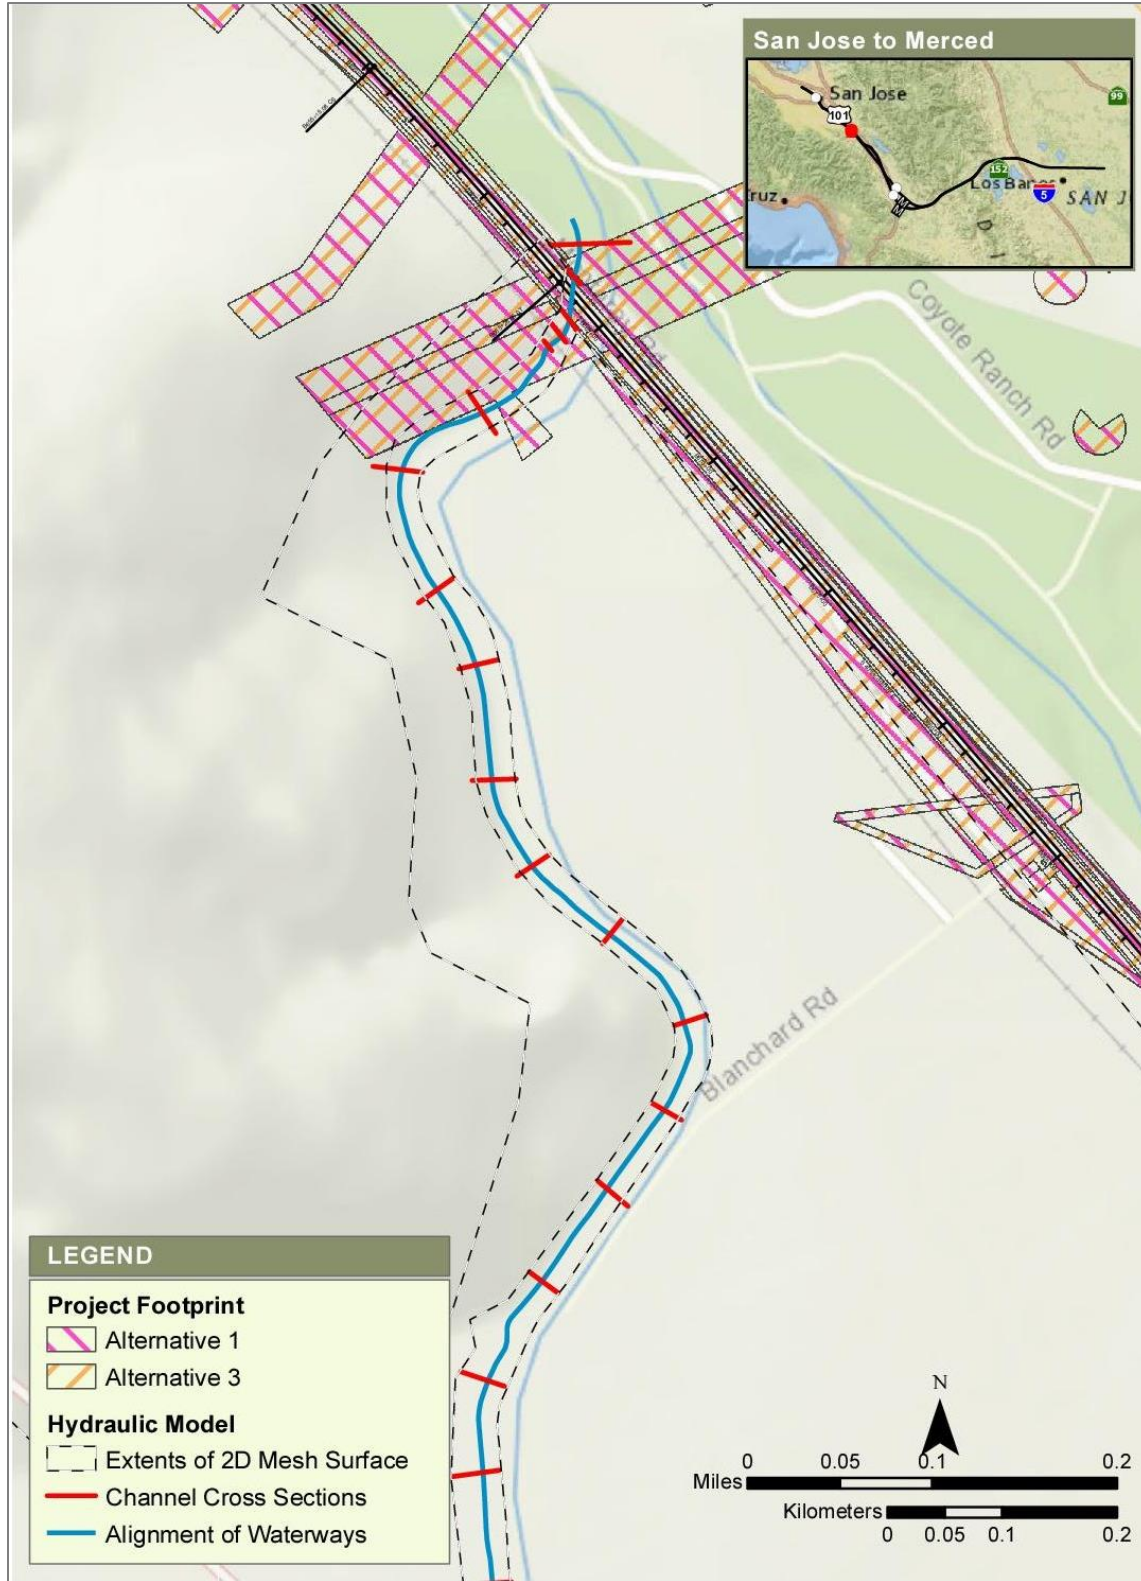 San Jose to Merced
San Jose
101
99
152
Los Banos
5
SAN J
ruz
Coyote Ranch Rd
Rd
Blanchard Rd
LEGEND
Project Footprint
Alternative 1
Alternative 3
Hydraulic Model
Extents of 2D Mesh Surface
Channel Cross Sections
Alignment of Waterways
N
0 0.05 0.1 0.2
Miles
Kilometers
0 0.05 0.1 0.2